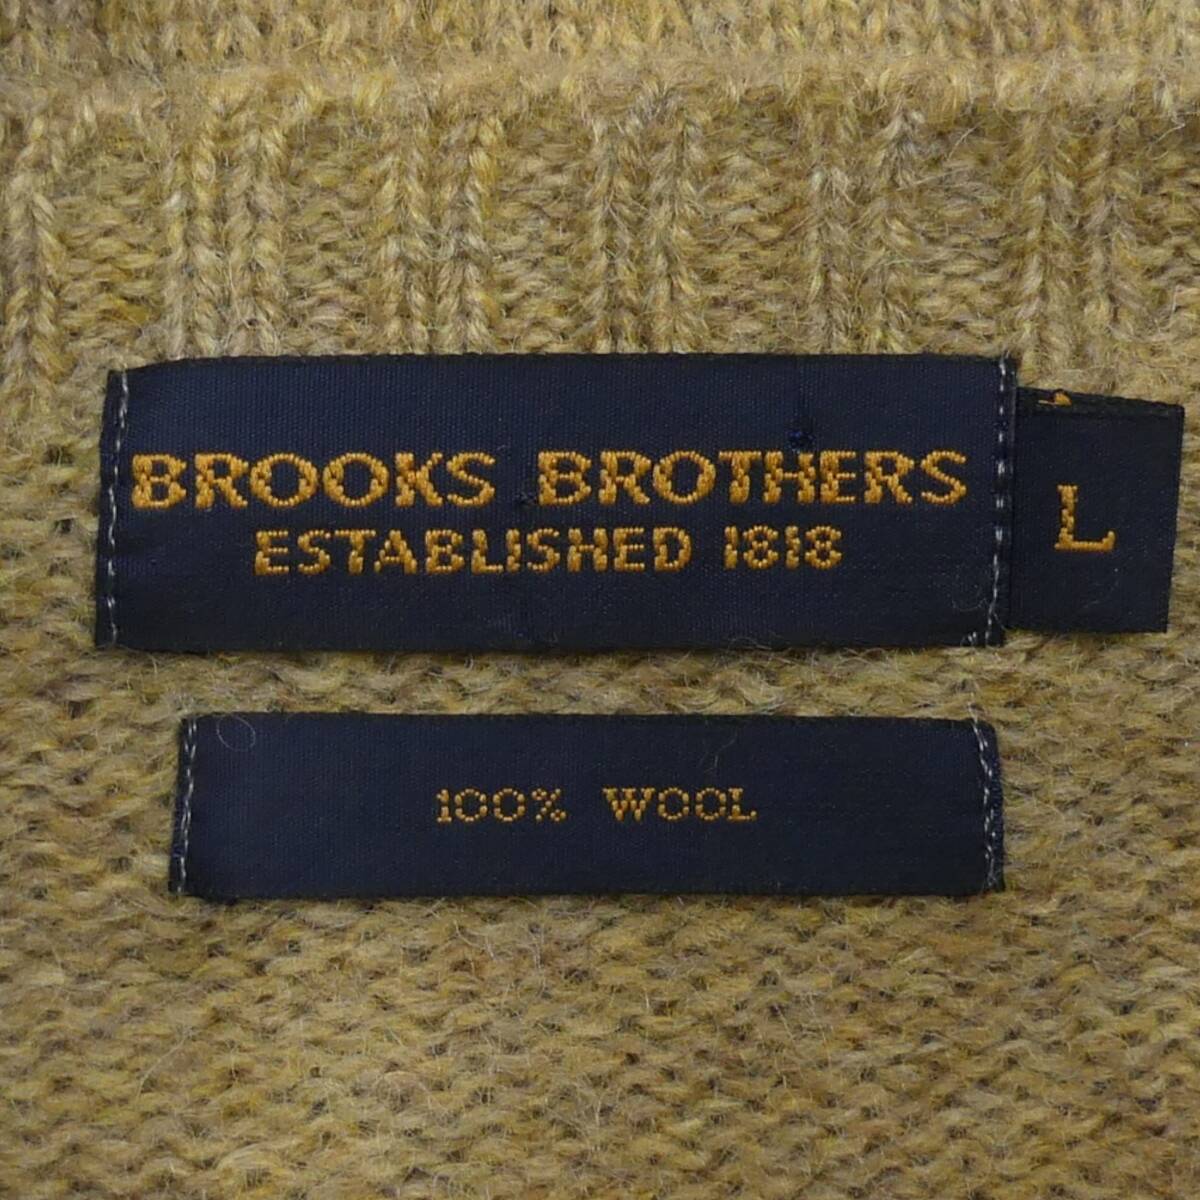 BROOKS BROTHERS
ESTABLISHED 1818
L
100% WOOL